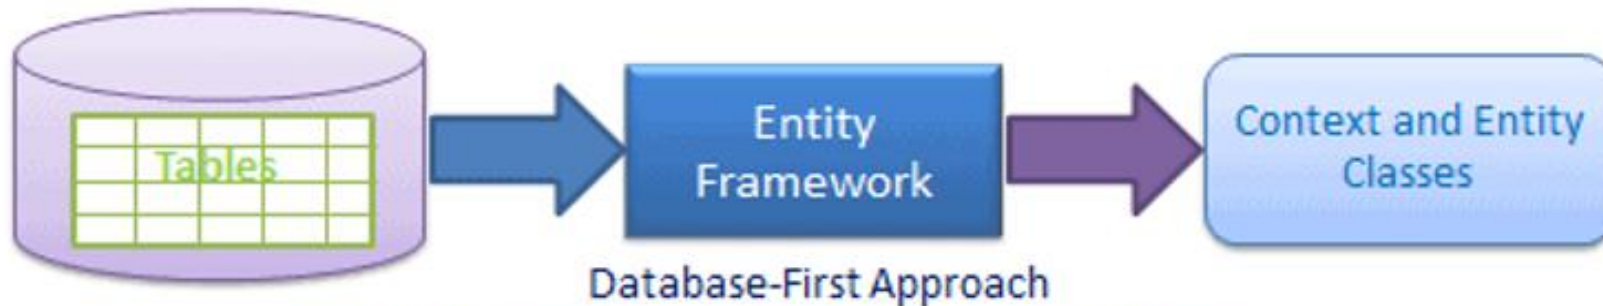 Tables
Entity
Framework
Context and Entity
Classes
Database-First Approach